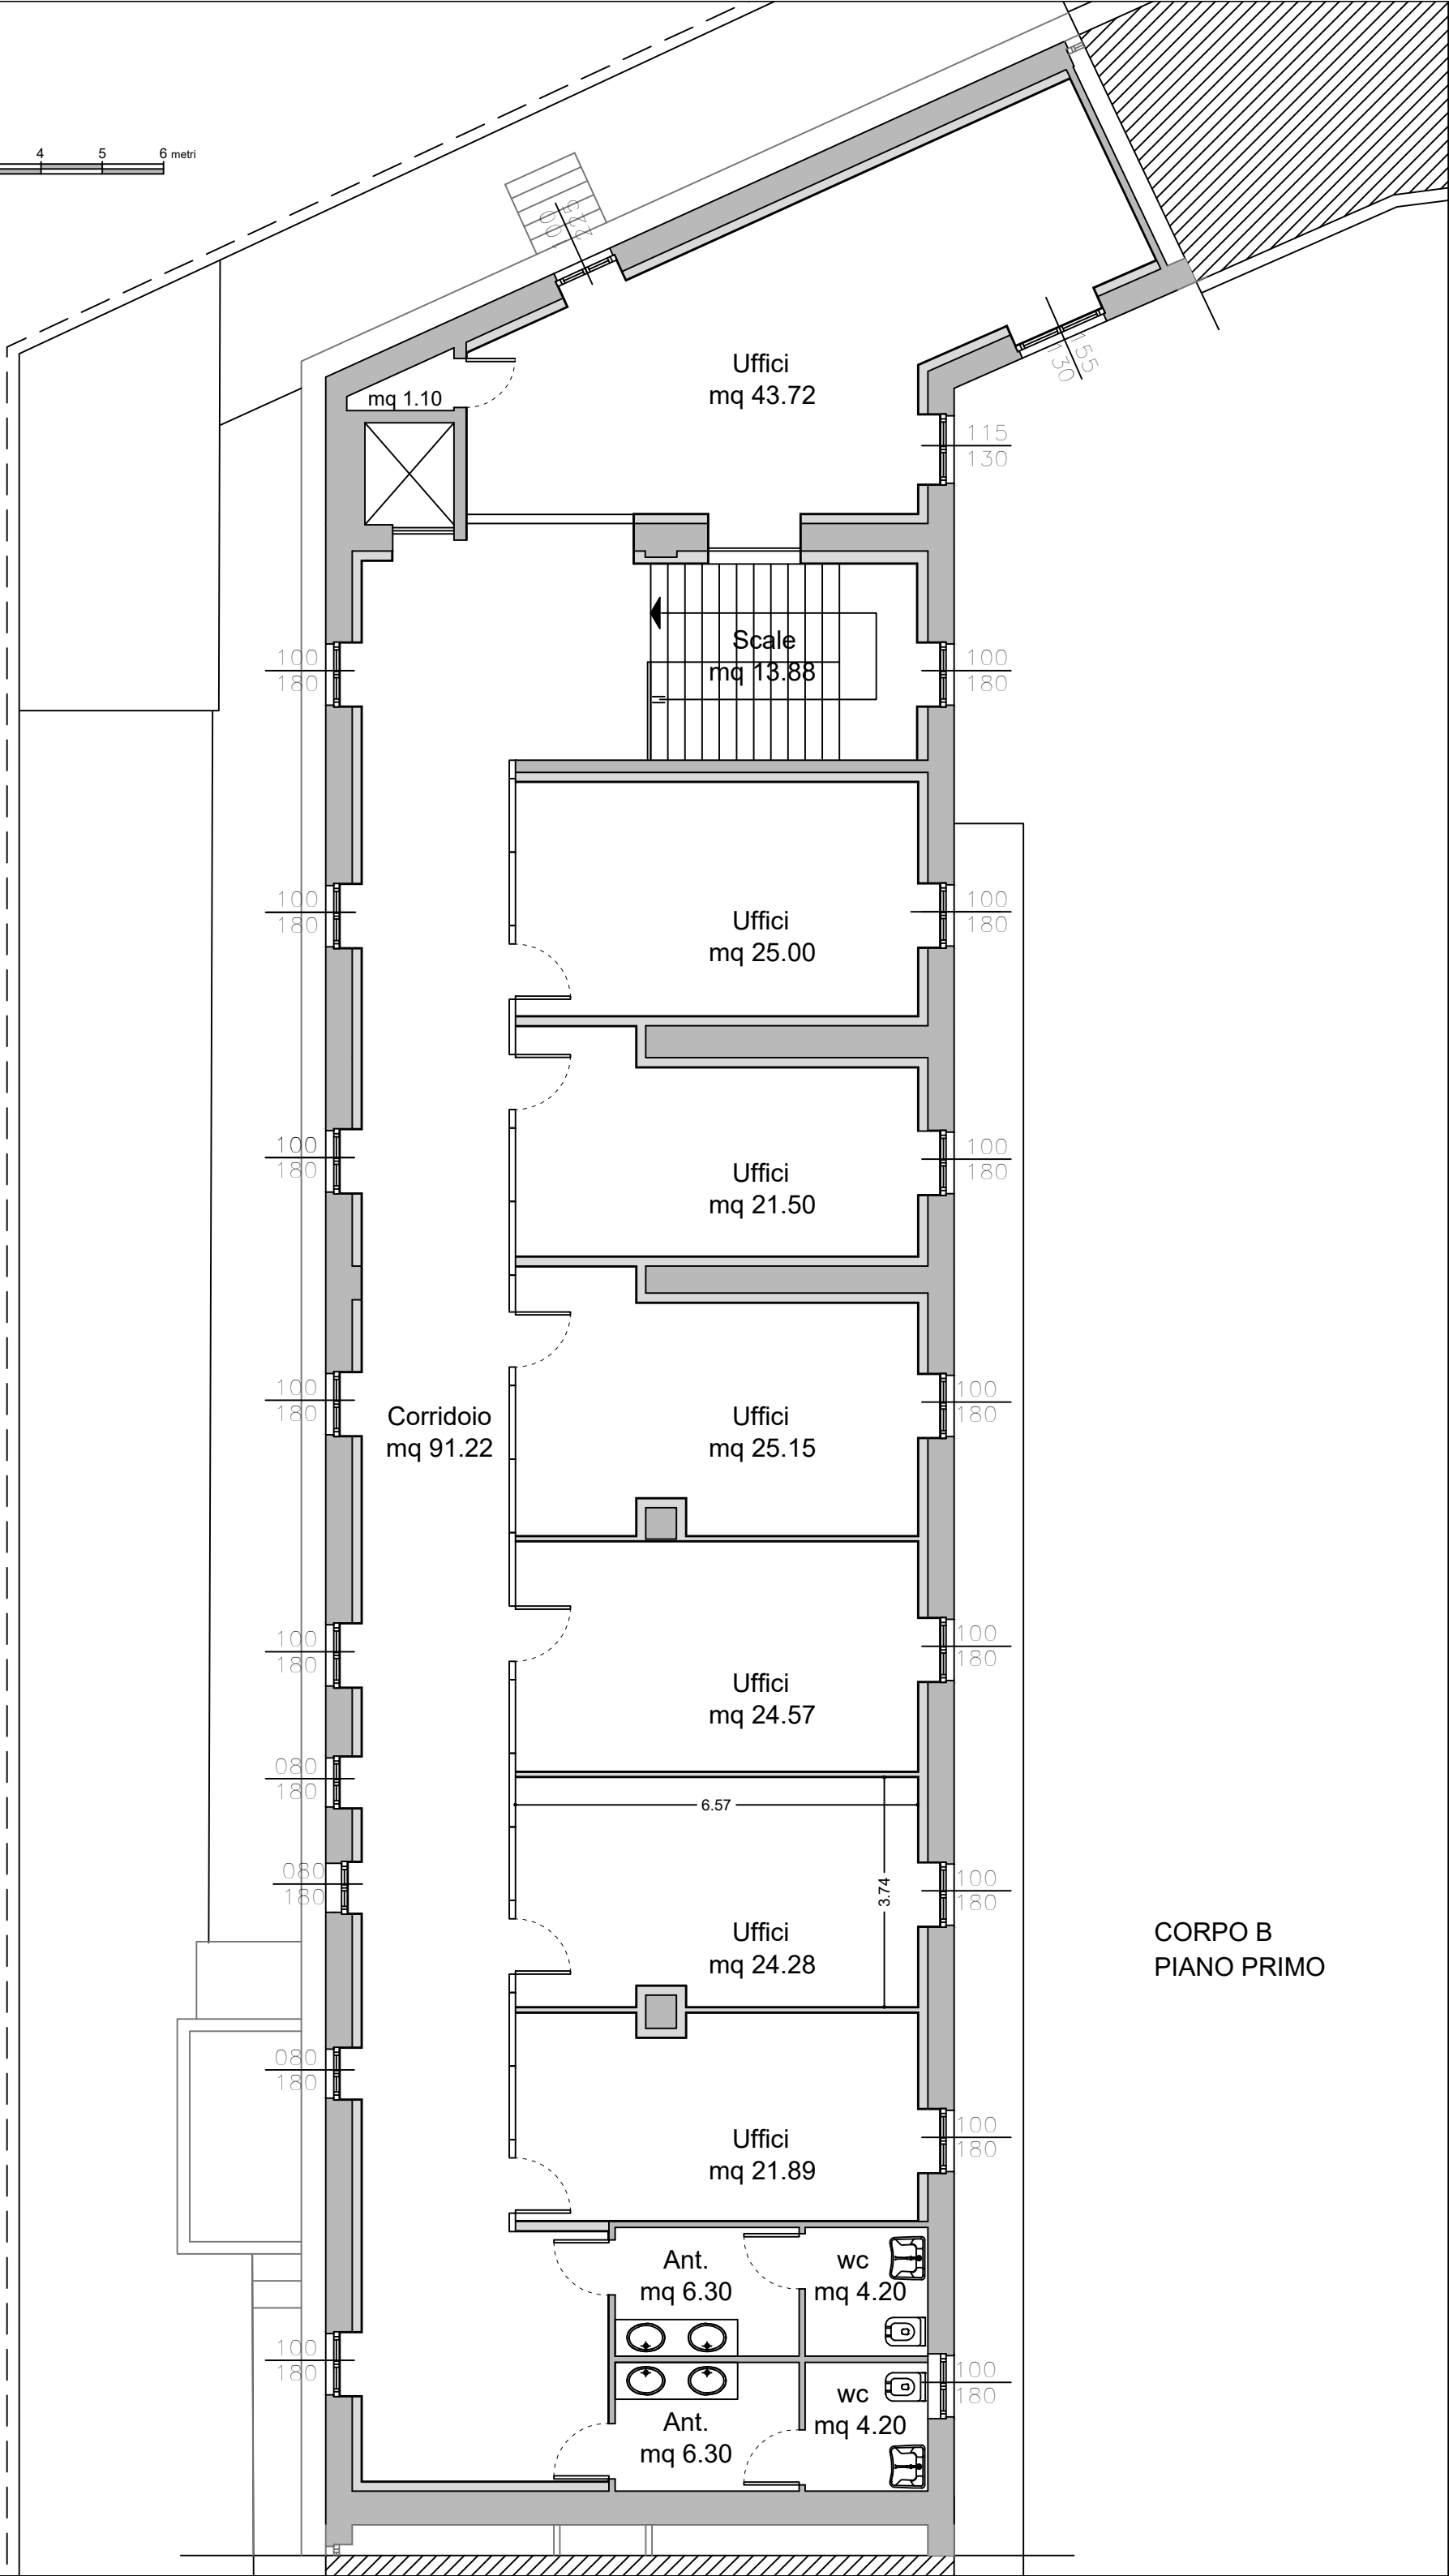 4 5 6 metri
100
225
Uffici
mq 43.72
155
130
mq 1.10
115
130
Scale
mq 13.88
100
180
100
180
100
180
Uffici
mq 25.00
100
180
100
180
Uffici
mq 21.50
100
180
100
180
Corridoio
mq 91.22
Uffici
mq 25.15
100
180
100
180
Uffici
mq 24.57
100
180
080
180
6.57
3.74
080
180
Uffici
mq 24.28
100
180
CORPO B
PIANO PRIMO
080
180
Uffici
mq 21.89
100
180
Ant.
mq 6.30
wc
mq 4.20
100
180
Ant.
mq 6.30
wc
mq 4.20
100
180